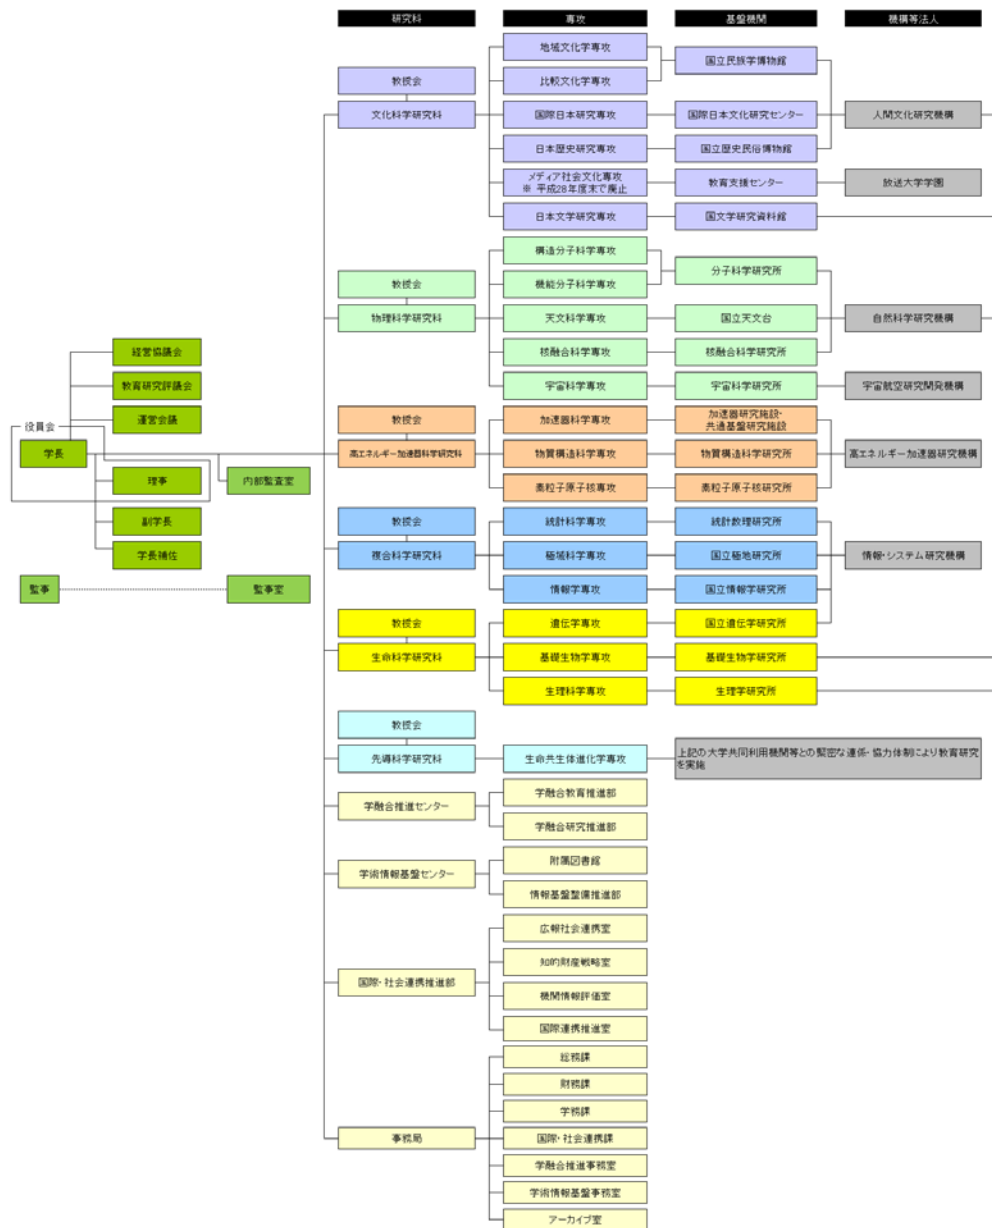 研究科
専攻
基盤機関
機構等法人
地域文化学専攻
国立民族学博物館
教授会
比較文化学専攻
文化科学研究科
国際日本研究専攻
国際日本文化研究センター
人間文化研究機構
日本歴史研究専攻
国立歴史民俗博物館
メディア社会文化専攻
※ 平成28年度末で廃止
教育支援センター
放送大学学園
日本文学研究専攻
国文学研究資料館
構造分子科学専攻
分子科学研究所
教授会
機能分子科学専攻
物理科学研究科
天文科学専攻
国立天文台
自然科学研究機構
経営協議会
核融合科学専攻
核融合科学研究所
教育研究評議会
宇宙科学専攻
宇宙科学研究所
宇宙航空研究開発機構
運営会議
教授会
加速器科学専攻
加速器研究施設・
共通基盤研究施設
役員会
学長
高エネルギー加速器科学研究科
物質構造科学専攻
物質構造科学研究所
高エネルギー加速器研究機構
理事
内部監査室
素粒子原子核専攻
素粒子原子核研究所
副学長
教授会
統計科学専攻
統計数理研究所
学長補佐
複合科学研究科
極域科学専攻
国立極地研究所
情報・システム研究機構
監事
監事室
情報学専攻
国立情報学研究所
教授会
遺伝学専攻
国立遺伝学研究所
生命科学研究科
基礎生物学専攻
基礎生物学研究所
生理科学専攻
生理学研究所
教授会
先導科学研究科
生命共生体進化学専攻
上記の大学共同利用機関等との緊密な連係・協力体制により教育研究
を実施
学融合推進センター
学融合教育推進部
学融合研究推進部
学術情報基盤センター
附属図書館
情報基盤整備推進部
国際・社会連携推進部
広報社会連携室
知的財産戦略室
機関情報評価室
国際連携推進室
事務局
総務課
財務課
学務課
国際・社会連携課
学融合推進事務室
学術情報基盤事務室
アーカイブ室